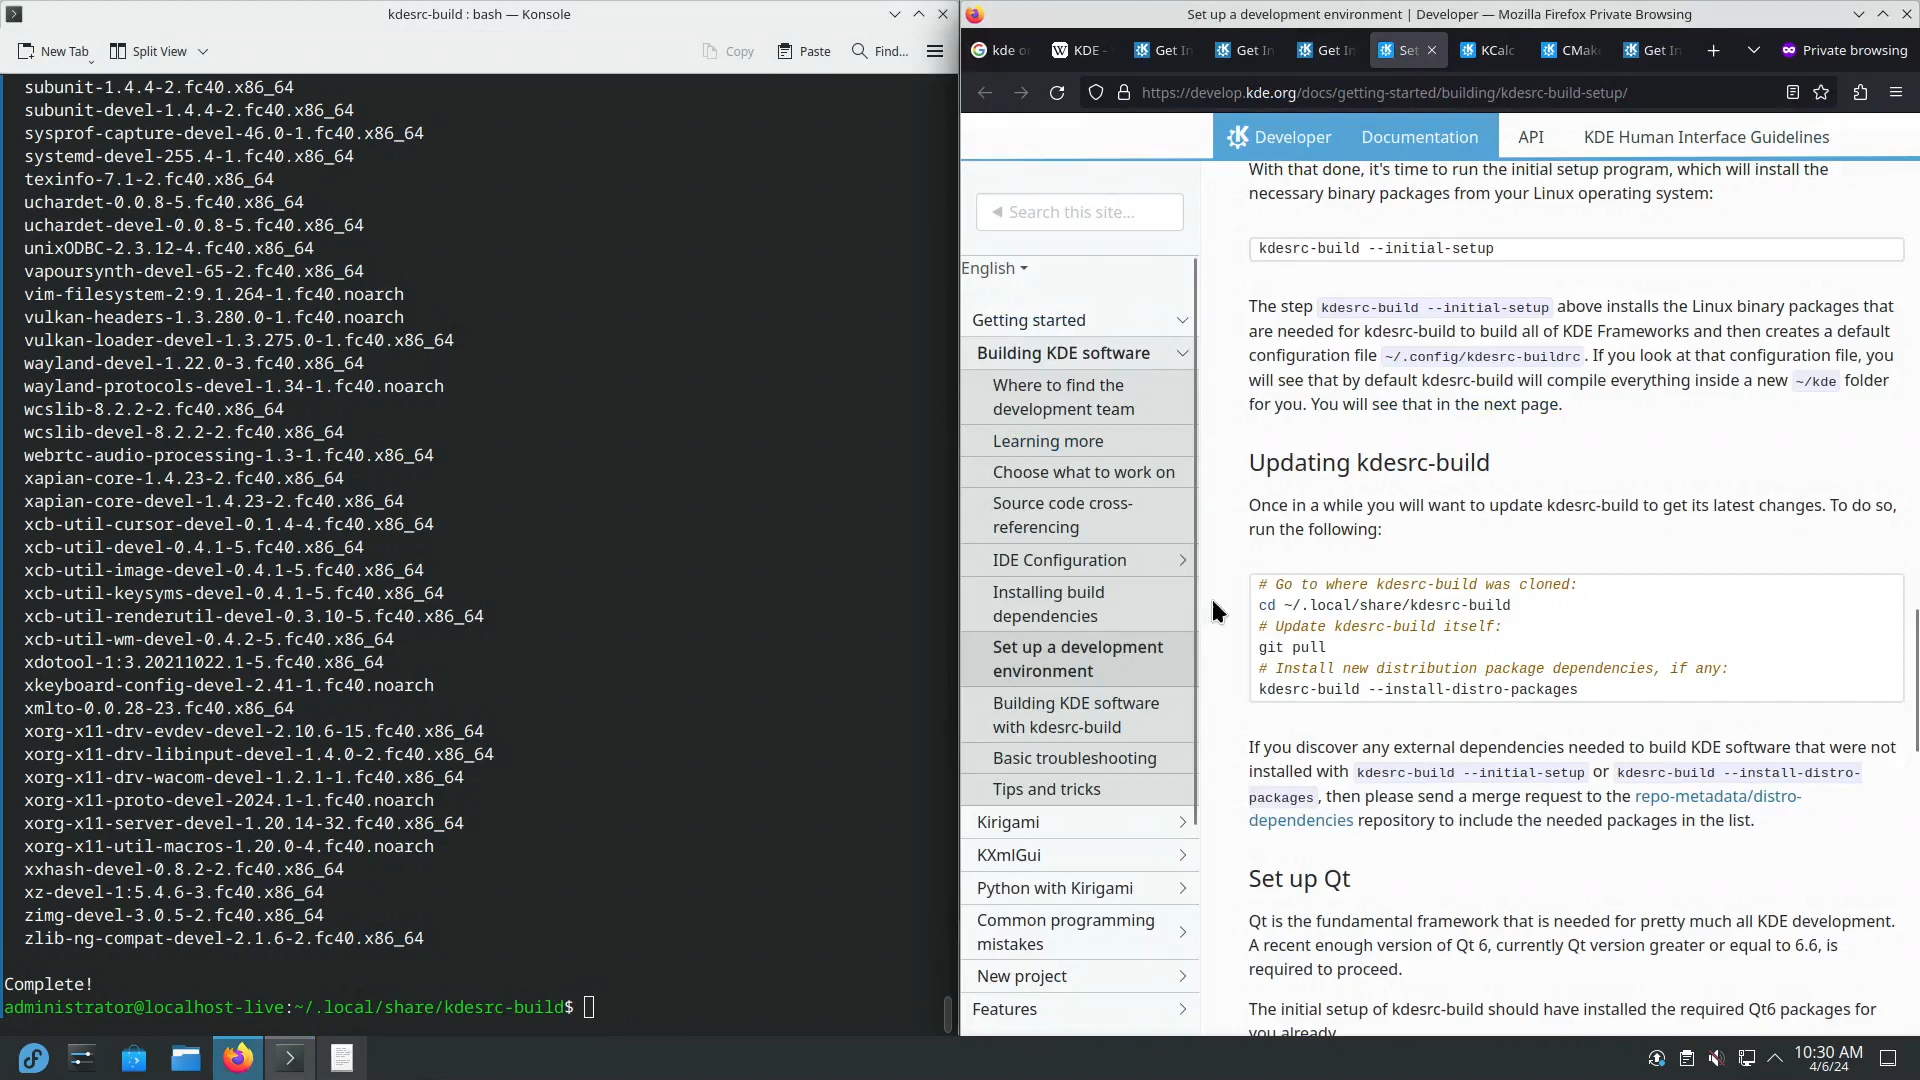 kdesrc-build : bash — Konsole
New Tab
Split View
Copy
Paste
Find...
subunit-1.4.4-2.fc40.x86_64
subunit-devel-1.4.4-2.fc40.x86_64
sysprof-capture-devel-46.0-1.fc40.x86_64
systemd-devel-255.4-1.fc40.x86_64
texinfo-7.1-2.fc40.x86_64
uchardet-0.0.8-5.fc40.x86_64
uchardet-devel-0.0.8-5.fc40.x86_64
unixODBC-2.3.12-4.fc40.x86_64
vapoursynth-devel-65-2.fc40.x86_64
vim-filesystem-2:9.1.264-1.fc40.noarch
vulkan-headers-1.3.280.0-1.fc40.noarch
vulkan-loader-devel-1.3.275.0-1.fc40.x86_64
wayland-devel-1.22.0-3.fc40.x86_64
wayland-protocols-devel-1.34-1.fc40.noarch
wcslib-8.2.2-2.fc40.x86_64
wcslib-devel-8.2.2-2.fc40.x86_64
webrtc-audio-processing-1.3-1.fc40.x86_64
xapian-core-1.4.23-2.fc40.x86_64
xapian-core-devel-1.4.23-2.fc40.x86_64
xcb-util-cursor-devel-0.1.4-4.fc40.x86_64
xcb-util-devel-0.4.1-5.fc40.x86_64
xcb-util-image-devel-0.4.1-5.fc40.x86_64
xcb-util-keysyms-devel-0.4.1-5.fc40.x86_64
xcb-util-renderutil-devel-0.3.10-5.fc40.x86_64
xcb-util-wm-devel-0.4.2-5.fc40.x86_64
xdotool-1:3.20211022.1-5.fc40.x86_64
xkeyboard-config-devel-2.41-1.fc40.noarch
xmlto-0.0.28-23.fc40.x86_64
xorg-x11-drv-evdev-devel-2.10.6-15.fc40.x86_64
xorg-x11-drv-libinput-devel-1.4.0-2.fc40.x86_64
xorg-x11-drv-wacom-devel-1.2.1-1.fc40.x86_64
xorg-x11-proto-devel-2024.1-1.fc40.noarch
xorg-x11-server-devel-1.20.14-32.fc40.x86_64
xorg-x11-util-macros-1.20.0-4.fc40.noarch
xxhash-devel-0.8.2-2.fc40.x86_64
xz-devel-1:5.4.6-3.fc40.x86_64
zimg-devel-3.0.5-2.fc40.x86_64
zlib-ng-compat-devel-2.1.6-2.fc40.x86_64
Complete!
administrator@localhost-live:~/.local/share/kdesrc-build$
Set up a development environment | Developer — Mozilla Firefox Private Browsing
kde or
KDE -
Get In
Get In
Get In
Set
KCalc
CMake
Get In
Private browsing
https://develop.kde.org/docs/getting-started/building/kdesrc-build-setup/
Developer
Documentation
API
KDE Human Interface Guidelines
Search this site...
English
Getting started
Building KDE software
Where to find the
development team
Learning more
Choose what to work on
Source code cross-
referencing
IDE Configuration
Installing build
dependencies
Set up a development
environment
Building KDE software
with kdesrc-build
Basic troubleshooting
Tips and tricks
Kirigami
KXmlGui
Python with Kirigami
Common programming
mistakes
New project
Features
With that done, it's time to run the initial setup program, which will install the
necessary binary packages from your Linux operating system:
kdesrc-build --initial-setup
The step kdesrc-build --initial-setup above installs the Linux binary packages that
are needed for kdesrc-build to build all of KDE Frameworks and then creates a default
configuration file ~/.config/kdesrc-buildrc. If you look at that configuration file, you
will see that by default kdesrc-build will compile everything inside a new ~/kde folder
for you. You will see that in the next page.
Updating kdesrc-build
Once in a while you will want to update kdesrc-build to get its latest changes. To do so,
run the following:
# Go to where kdesrc-build was cloned:
cd ~/.local/share/kdesrc-build
# Update kdesrc-build itself:
git pull
# Install new distribution package dependencies, if any:
kdesrc-build --install-distro-packages
If you discover any external dependencies needed to build KDE software that were not
installed with kdesrc-build --initial-setup or kdesrc-build --install-distro-
packages, then please send a merge request to the repo-metadata/distro-
dependencies repository to include the needed packages in the list.
Set up Qt
Qt is the fundamental framework that is needed for pretty much all KDE development.
A recent enough version of Qt 6, currently Qt version greater or equal to 6.6, is
required to proceed.
The initial setup of kdesrc-build should have installed the required Qt6 packages for
you already.
10:30 AM
4/6/24